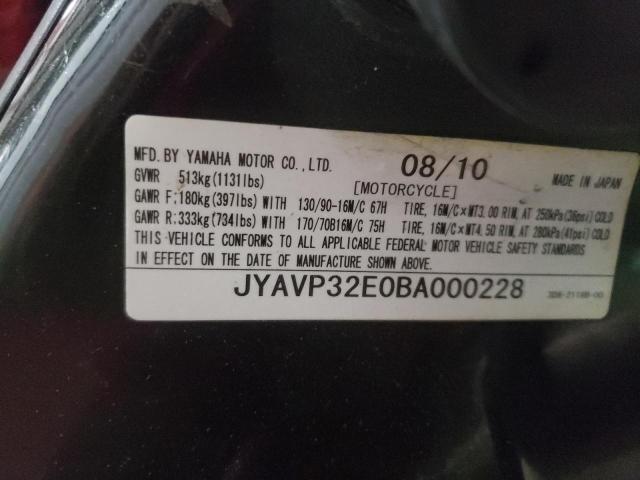 MFD. BY YAMAHA MOTOR CO., LTD. 08/10 MADE IN JAPAN
GVWR 513kg(1131lbs) [MOTORCYCLE]
GAWR F:180kg(397lbs) WITH 130/90-16M/C 67H TIRE, 16M/C×MT3.00 RIM, AT 250kPa(36psi) COLD
GAWR R:333kg(734lbs) WITH 170/70B16M/C 75H TIRE, 16M/C×MT4.50 RIM, AT 280kPa(41psi) COLD
THIS VEHICLE CONFORMS TO ALL APPLICABLE FEDERAL MOTOR VEHICLE SAFETY STANDARDS
IN EFFECT ON THE DATE OF MANUFACTURE SHOWN ABOVE.
JYAVP32E0BA000228